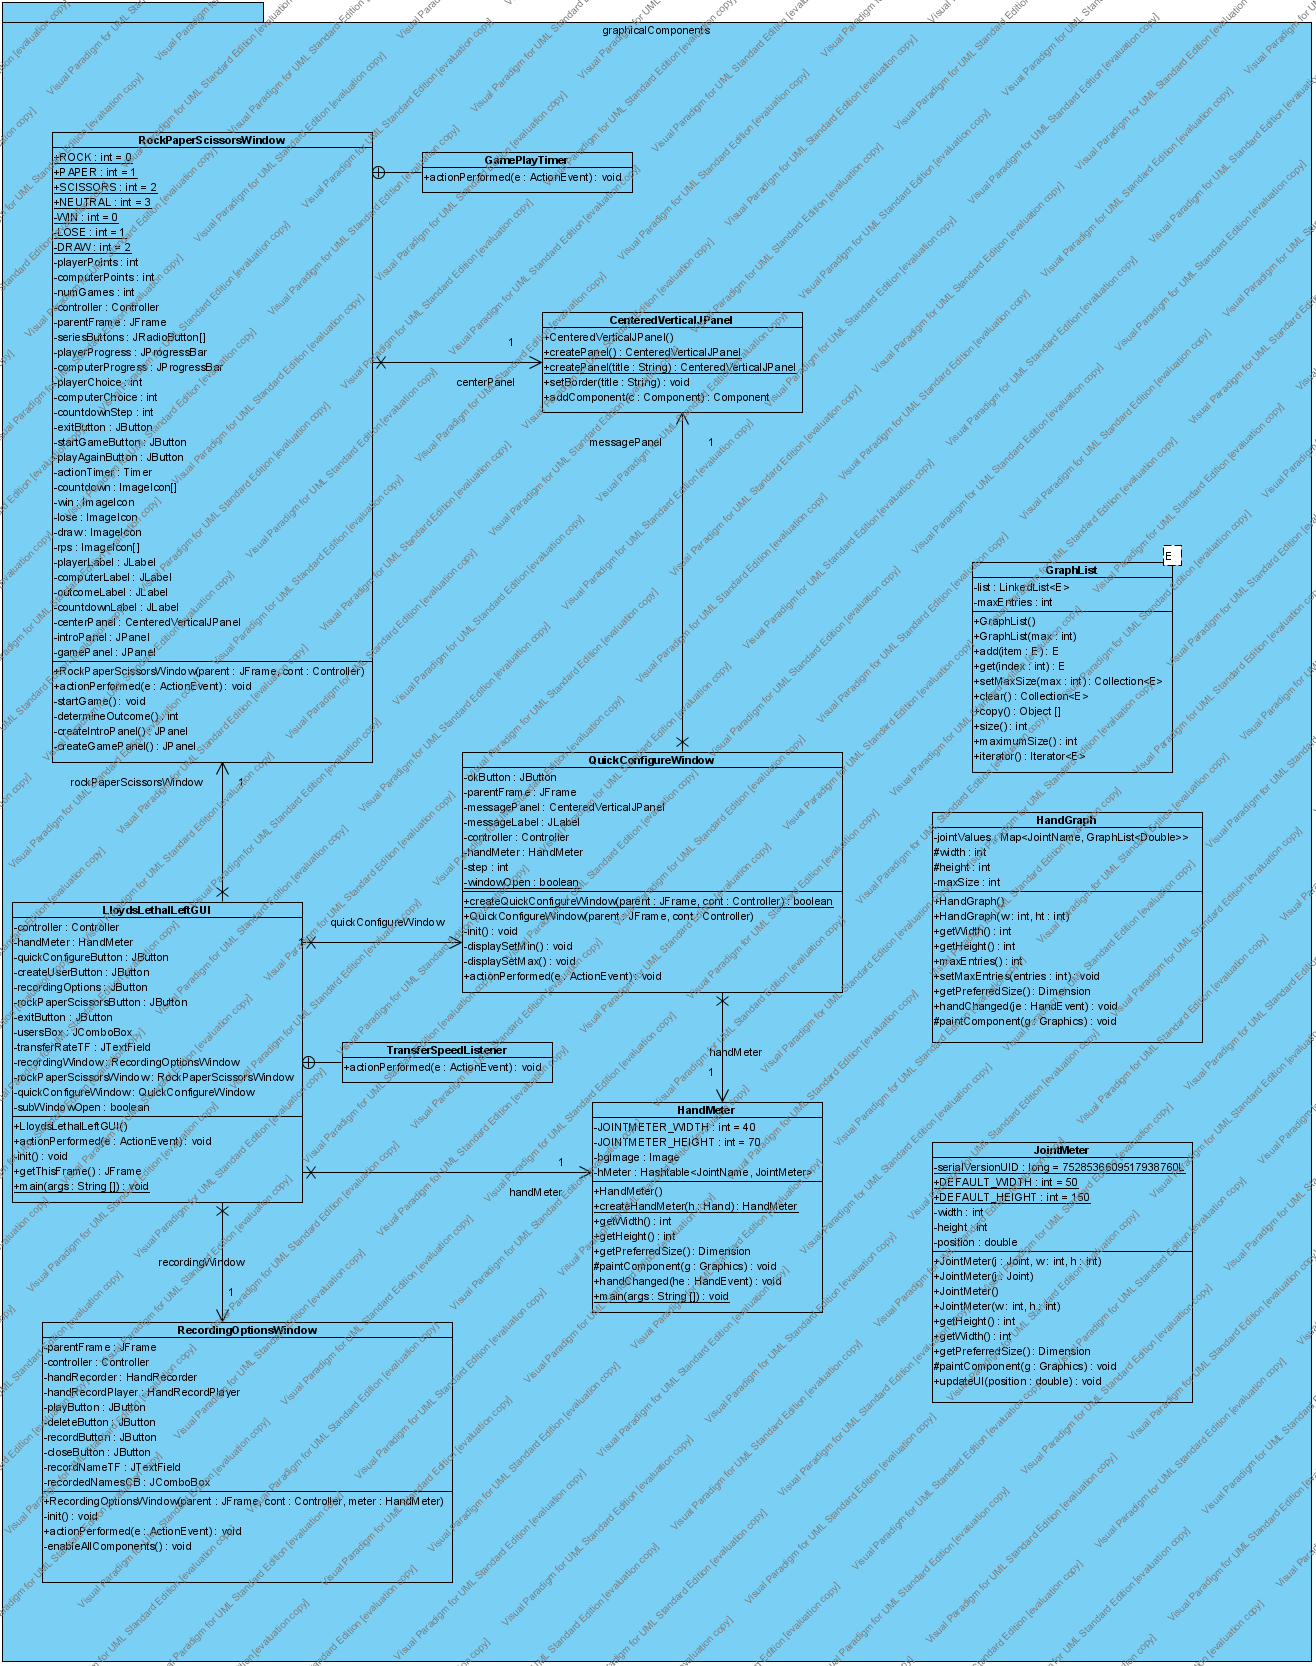 graphicalComponents
RockPaperScissorsWindow
+ROCK : int = 0
+PAPER : int = 1
+SCISSORS : int = 2
+NEUTRAL : int = 3
-WIN : int = 0
-LOSE : int = 1
-DRAW : int = 2
-playerPoints : int
-computerPoints : int
-numGames : int
-controller : Controller
-parentFrame : JFrame
-seriesButtons : JRadioButton[]
-playerProgress : JProgressBar
-computerProgress : JProgressBar
-playerChoice : int
-computerChoice : int
-countdownStep : int
-exitButton : JButton
-startGameButton : JButton
-playAgainButton : JButton
-actionTimer : Timer
-countdown : ImageIcon[]
-win : ImageIcon
-lose : ImageIcon
-draw : ImageIcon
-rps : ImageIcon[]
-playerLabel : JLabel
-computerLabel : JLabel
-outcomeLabel : JLabel
-countdownLabel : JLabel
-centerPanel : CenteredVerticalJPanel
-introPanel : JPanel
-gamePanel : JPanel
+RockPaperScissorsWindow(parent : JFrame, cont : Controller)
+actionPerformed(e : ActionEvent) : void
-startGame() : void
-determineOutcome() : int
-createIntroPanel() : JPanel
-createGamePanel() : JPanel
GamePlayTimer
+actionPerformed(e : ActionEvent) : void
1
centerPanel
CenteredVerticalJPanel
+CenteredVerticalJPanel()
+createPanel() : CenteredVerticalJPanel
+createPanel(title : String) : CenteredVerticalJPanel
+setBorder(title : String) : void
+addComponent(c : Component) : Component
messagePanel
1
E
GraphList
-list : LinkedList<E>
-maxEntries : int
+GraphList()
+GraphList(max : int)
+add(item : E) : E
+get(index : int) : E
+setMaxSize(max : int) : Collection<E>
+clear() : Collection<E>
+copy() : Object []
+size() : int
+maximumSize() : int
+iterator() : Iterator<E>
rockPaperScissorsWindow
1
QuickConfigureWindow
-okButton : JButton
-parentFrame : JFrame
-messagePanel : CenteredVerticalJPanel
-messageLabel : JLabel
-controller : Controller
-handMeter : HandMeter
-step : int
-windowOpen : boolean
+createQuickConfigureWindow(parent : JFrame, cont : Controller) : boolean
+QuickConfigureWindow(parent : JFrame, cont : Controller)
-init() : void
-displaySetMin() : void
-displaySetMax() : void
+actionPerformed(e : ActionEvent) : void
HandGraph
-jointValues : Map<JointName, GraphList<Double>>
#width : int
#height : int
-maxSize : int
+HandGraph()
+HandGraph(w : int, ht : int)
+getWidth() : int
+getHeight() : int
+maxEntries() : int
+setMaxEntries(entries : int) : void
+getPreferredSize() : Dimension
+handChanged(je : HandEvent) : void
#paintComponent(g : Graphics) : void
LloydsLethalLeftGUI
-controller : Controller
-handMeter : HandMeter
-quickConfigureButton : JButton
-createUserButton : JButton
-recordingOptions : JButton
-rockPaperScissorsButton : JButton
-exitButton : JButton
-usersBox : JComboBox
-transferRateTF : JTextField
-recordingWindow : RecordingOptionsWindow
-rockPaperScissorsWindow : RockPaperScissorsWindow
-quickConfigureWindow : QuickConfigureWindow
-subWindowOpen : boolean
+LloydsLethalLeftGUI()
+actionPerformed(e : ActionEvent) : void
-init() : void
+getThisFrame() : JFrame
+main(args : String []) : void
quickConfigureWindow
1
TransferSpeedListener
+actionPerformed(e : ActionEvent) : void
handMeter
1
HandMeter
-JOINTMETER_WIDTH : int = 40
-JOINTMETER_HEIGHT : int = 70
-bgImage : Image
-hMeter : Hashtable<JointName, JointMeter>
+HandMeter()
+createHandMeter(h : Hand) : HandMeter
+getWidth() : int
+getHeight() : int
+getPreferredSize() : Dimension
#paintComponent(g : Graphics) : void
+handChanged(he : HandEvent) : void
+main(args : String []) : void
1
handMeter
JointMeter
-serialVersionUID : long = 7528536609517938760L
+DEFAULT_WIDTH : int = 50
+DEFAULT_HEIGHT : int = 150
-width : int
-height : int
-position : double
+JointMeter(j : Joint, w : int, h : int)
+JointMeter(j : Joint)
+JointMeter()
+JointMeter(w : int, h : int)
+getHeight() : int
+getWidth() : int
+getPreferredSize() : Dimension
#paintComponent(g : Graphics) : void
+updateUI(position : double) : void
recordingWindow
1
RecordingOptionsWindow
-parentFrame : JFrame
-controller : Controller
-handRecorder : HandRecorder
-handRecordPlayer : HandRecordPlayer
-playButton : JButton
-deleteButton : JButton
-recordButton : JButton
-closeButton : JButton
-recordNameTF : JTextField
-recordedNamesCB : JComboBox
+RecordingOptionsWindow(parent : JFrame, cont : Controller, meter : HandMeter)
-init() : void
+actionPerformed(e : ActionEvent) : void
-enableAllComponents() : void
Visual Paradigm for UML Standard Edition [evaluation copy]